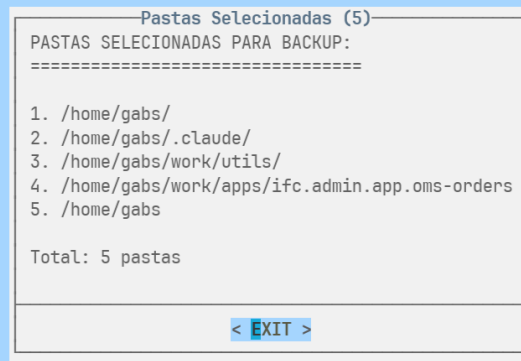 Pastas Selecionadas (5)
PASTAS SELECIONADAS PARA BACKUP:
=================================
1. /home/gabs/
2. /home/gabs/.claude/
3. /home/gabs/work/utils/
4. /home/gabs/work/apps/ifc.admin.app.oms-orders
5. /home/gabs
Total: 5 pastas
< EXIT >